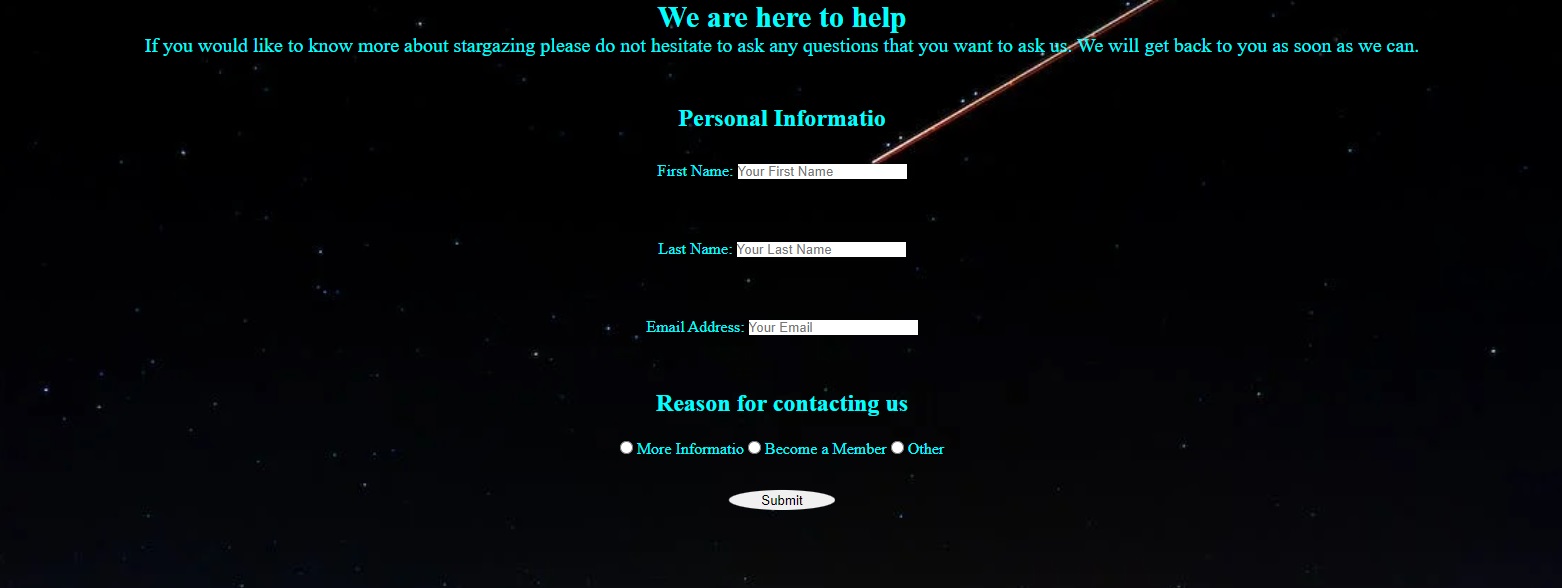 We are here to help
If you would like to know more about stargazing please do not hesitate to ask any questions that you want to ask us. We will get back to you as soon as we can.
Personal Informatio
First Name: Your First Name
Last Name: Your Last Name
Email Address: Your Email
Reason for contacting us
More Informatio Become a Member Other
Submit